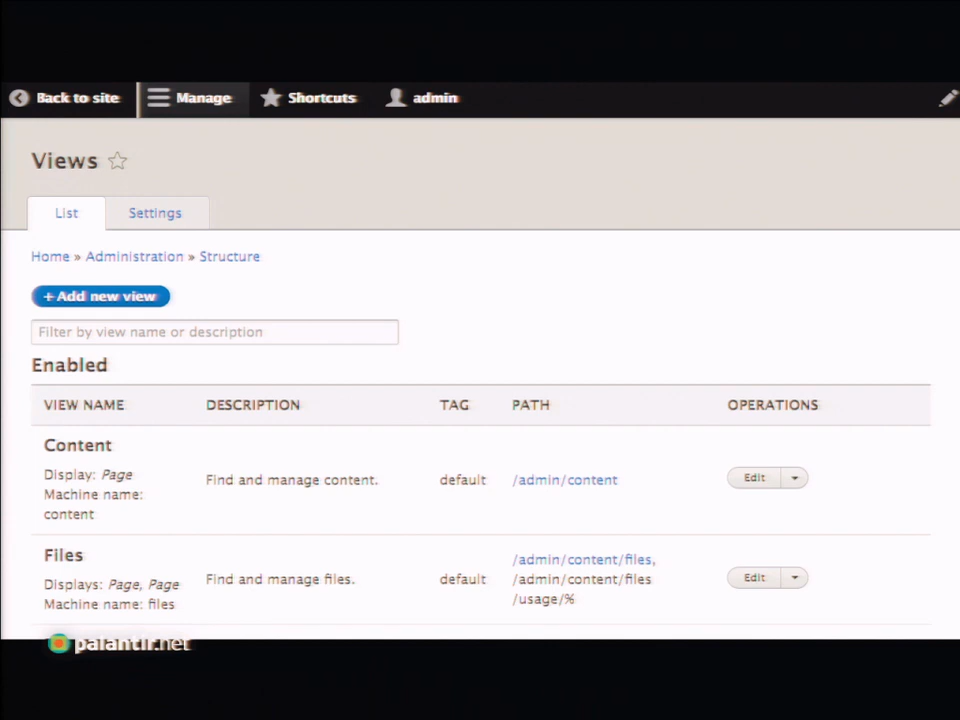 Back to site Manage Shortcuts admin
Views
List Settings
Home » Administration » Structure
+ Add new view
Filter by view name or description
Enabled
VIEW NAME DESCRIPTION TAG PATH OPERATIONS
Content
Display: Page
Machine name:
content
Find and manage content. default /admin/content Edit
Files
Displays: Page, Page
Machine name: files
Find and manage files. default
/admin/content/files,
/admin/content/files
/usage/%
Edit
palantir.net